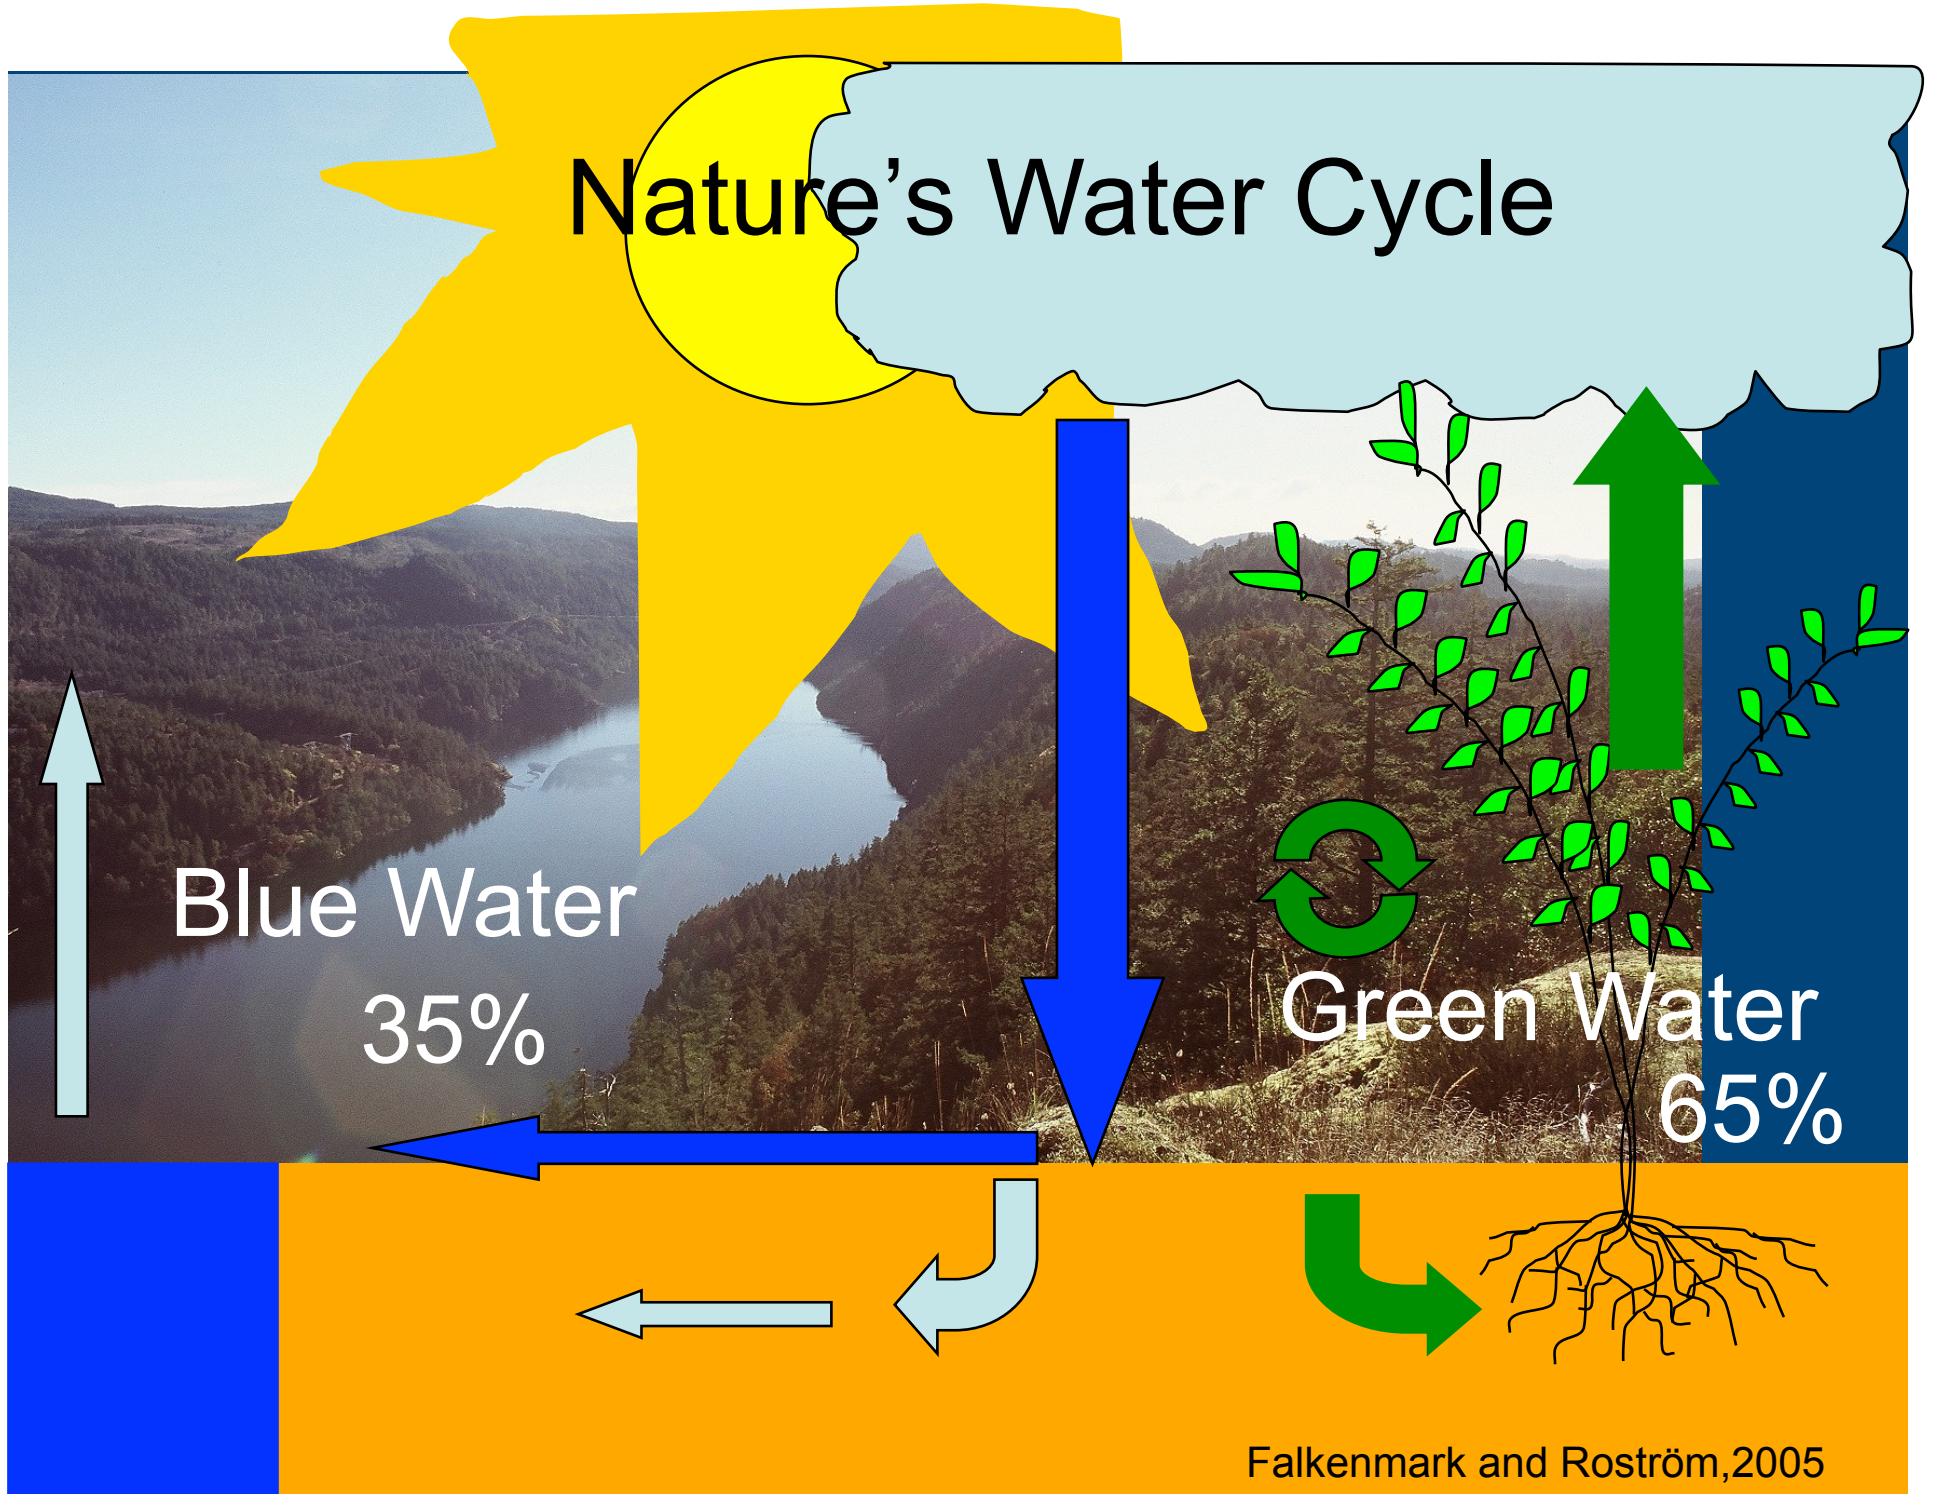 Nature’s Water Cycle
Blue Water
35%
Green Water
65%
Falkenmark and Roström,2005